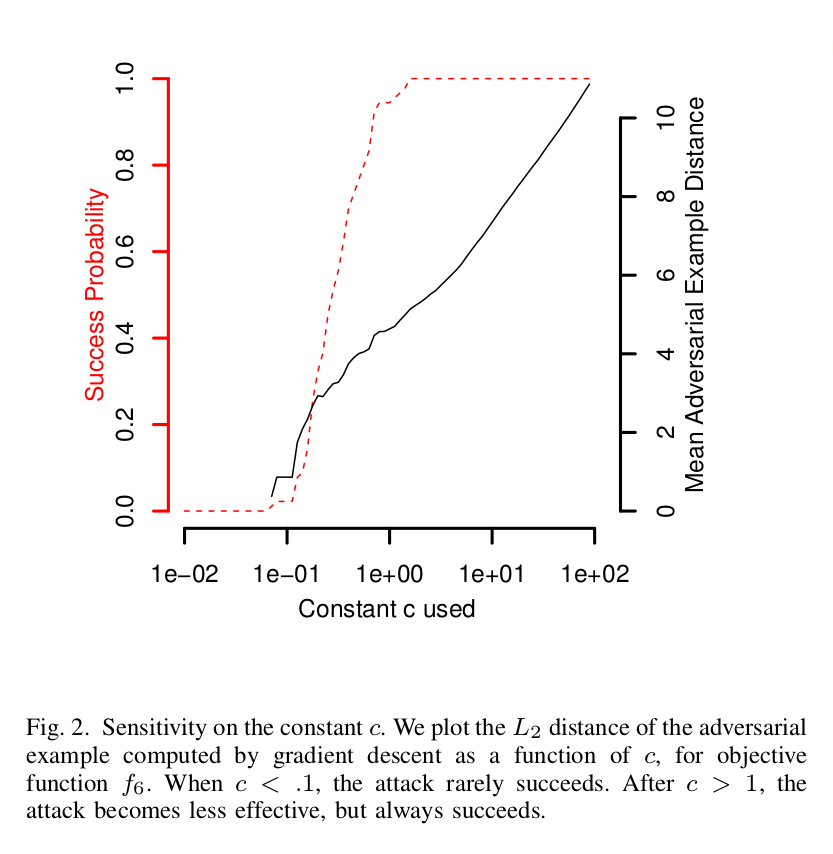 Success Probability
1.0
0.8
0.6
0.4
0.2
0.0
10
8
6
4
2
0
Mean Adversarial Example Distance
1e−02 1e−01 1e+00 1e+01 1e+02
Constant c used
Fig. 2. Sensitivity on the constant c. We plot the L₂ distance of the adversarial
example computed by gradient descent as a function of c, for objective
function f₆. When c < .1, the attack rarely succeeds. After c > 1, the
attack becomes less effective, but always succeeds.